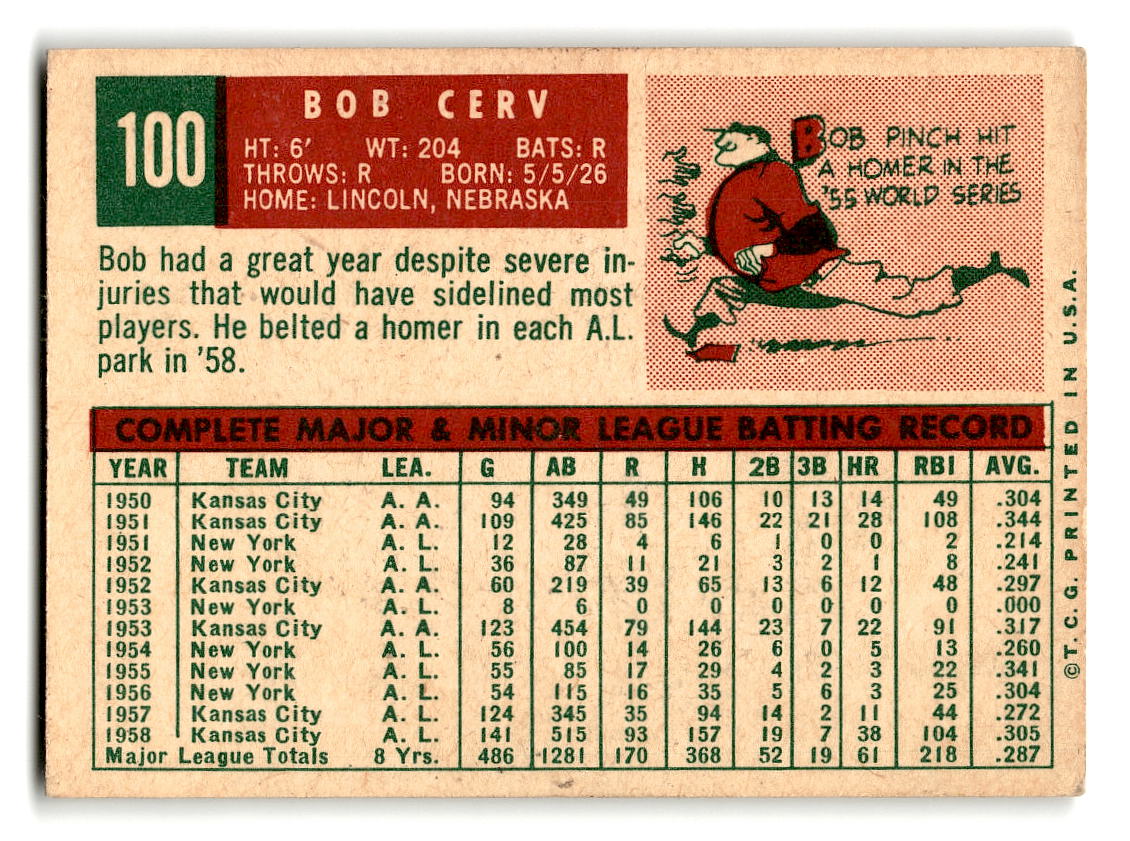 100
BOB CERV
HT: 6' WT: 204 BATS: R
THROWS: R BORN: 5/5/26
HOME: LINCOLN, NEBRASKA
BOB PINCH HIT
A HOMER IN THE
'55 WORLD SERIES
Bob had a great year despite severe in-
juries that would have sidelined most
players. He belted a homer in each A.L.
park in '58.
COMPLETE MAJOR & MINOR LEAGUE BATTING RECORD
YEAR TEAM LEA. G AB R H 2B 3B HR RBI AVG.
1950 Kansas City A. A. 94 349 49 106 10 13 14 49 .304
1951 Kansas City A. A. 109 425 85 146 22 21 28 108 .344
1951 New York A. L. 12 28 4 6 1 0 0 2 .214
1952 New York A. L. 36 87 11 21 3 2 1 8 .241
1952 Kansas City A. A. 60 219 39 65 13 6 12 48 .297
1953 New York A. L. 8 6 0 0 0 0 0 0 .000
1953 Kansas City A. A. 123 454 79 144 23 7 22 91 .317
1954 New York A. L. 56 100 14 26 6 0 5 13 .260
1955 New York A. L. 55 85 17 29 4 2 3 22 .341
1956 New York A. L. 54 115 16 35 5 6 3 25 .304
1957 Kansas City A. L. 124 345 35 94 14 2 11 44 .272
1958 Kansas City A. L. 141 515 93 157 19 7 38 104 .305
Major League Totals 8 Yrs. 486 1281 170 368 52 19 61 218 .287
©T. C. G. PRINTED IN U.S.A.